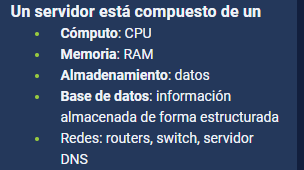 Un servidor está compuesto de un
• Cómputo: CPU
• Memoria: RAM
• Almadenamiento: datos
• Base de datos: información
almacenada de forma estructurada
• Redes: routers, switch, servidor
DNS